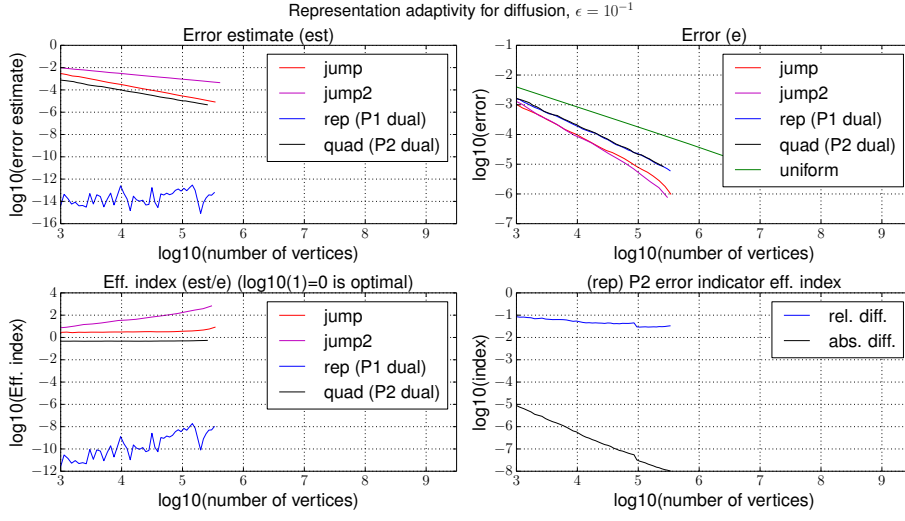 Representation adaptivity for diffusion, ϵ = 10⁻¹
Error estimate (est)
log10(error estimate)
0
−2
−4
−6
−8
−10
−12
−14
−16
jump
jump2
rep (P1 dual)
quad (P2 dual)
3 4 5 6 7 8 9
log10(number of vertices)
Error (e)
log10(error)
−1
−2
−3
−4
−5
−6
−7
jump
jump2
rep (P1 dual)
quad (P2 dual)
uniform
3 4 5 6 7 8 9
log10(number of vertices)
Eff. index (est/e) (log10(1)=0 is optimal)
log10(Eff. index)
4
2
0
−2
−4
−6
−8
−10
−12
jump
jump2
rep (P1 dual)
quad (P2 dual)
3 4 5 6 7 8 9
log10(number of vertices)
(rep) P2 error indicator eff. index
log10(index)
0
−1
−2
−3
−4
−5
−6
−7
−8
rel. diff.
abs. diff.
3 4 5 6 7 8 9
log10(number of vertices)